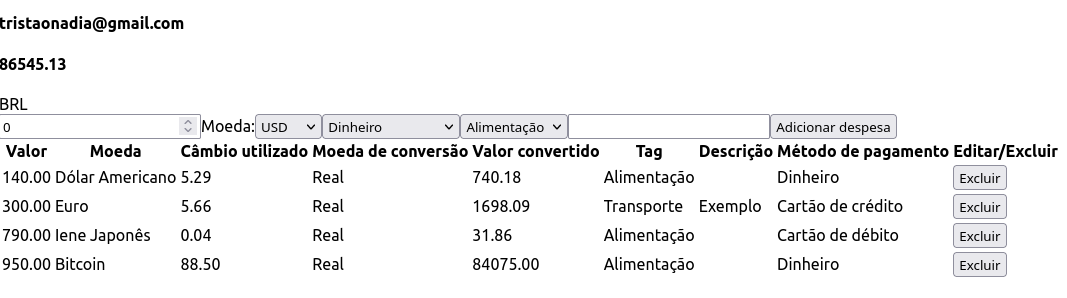 tristaonadia@gmail.com
86545.13
BRL
0 Moeda: USD Dinheiro Alimentação Adicionar despesa
Valor Moeda Câmbio utilizado Moeda de conversão Valor convertido Tag Descrição Método de pagamento Editar/Excluir
140.00 Dólar Americano 5.29 Real 740.18 Alimentação Dinheiro Excluir
300.00 Euro 5.66 Real 1698.09 Transporte Exemplo Cartão de crédito Excluir
790.00 Iene Japonês 0.04 Real 31.86 Alimentação Cartão de débito Excluir
950.00 Bitcoin 88.50 Real 84075.00 Alimentação Dinheiro Excluir